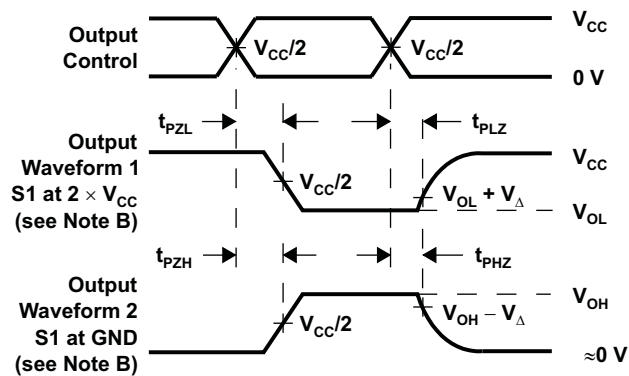 Output
Control
V_CC/2
V_CC/2
V_CC
0 V
t_PZL
t_PLZ
Output
Waveform 1
S1 at 2 × V_CC
(see Note B)
V_CC/2
V_OL + V_Δ
V_CC
V_OL
t_PZH
t_PHZ
Output
Waveform 2
S1 at GND
(see Note B)
V_CC/2
V_OH − V_Δ
V_OH
≈0 V